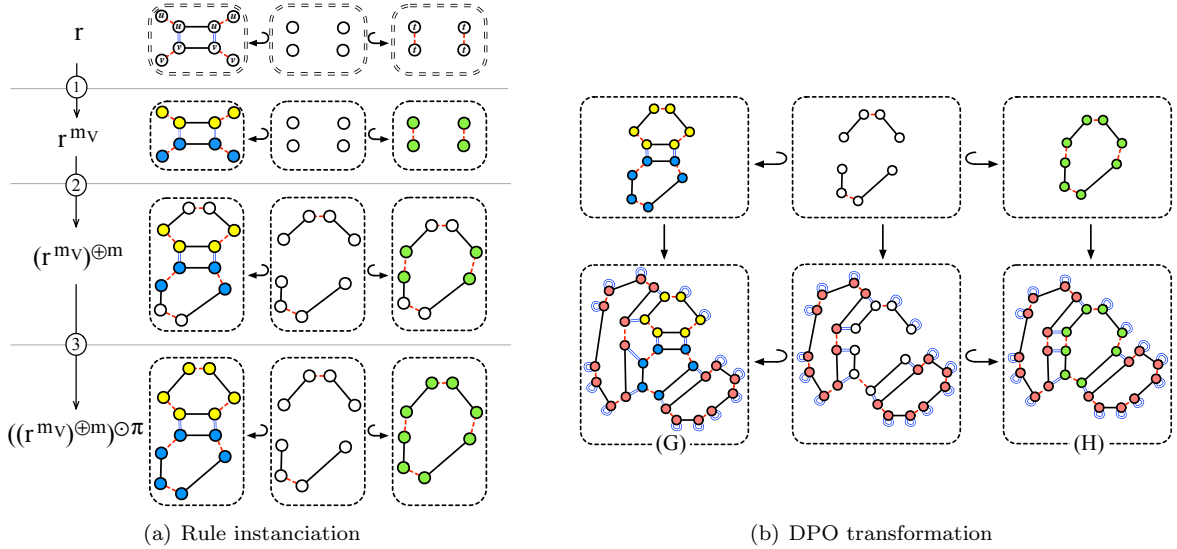 r
u u
u u
v v
v v
t t
t t
1
r^{m_V}
2
(r^{m_V})^{⊕m}
3
((r^{m_V})^{⊕m})^{⊙π}
(G) (H)
(a) Rule instanciation
(b) DPO transformation